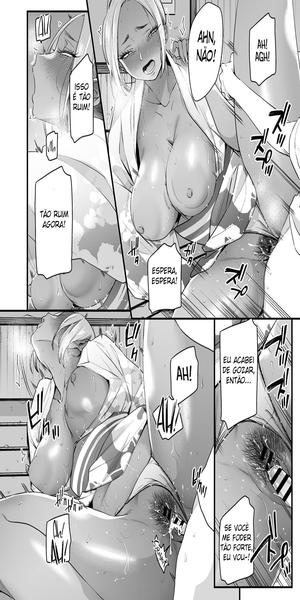 AH!
AGH!
AHN,
NÃO!
ISSO
É TÃO
RUIM!
TÃO RUIM
AGORA!
ESPERA,
ESPERA!
EU ACABEI
DE GOZAR,
ENTÃO...
AH!
SE VOCÊ
ME FODER
TÃO FORTE,
EU VOU-!